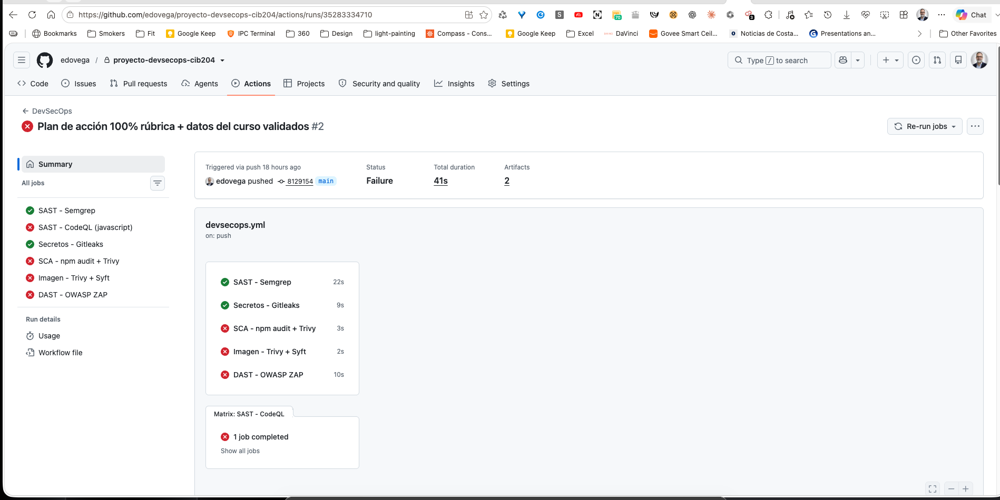 https://github.com/edovega/proyecto-devsecops-cib204/actions/runs/35283334710
S
N
70
3
Chat
Bookmarks
Smokers
Fit
Google Keep
IPC Terminal
360
Design
light-painting
Compass - Cons...
Google Keep
Excel
DaVinci
Govee Smart Ceil...
Noticias de Costa...
Presentations an...
Other Favorites
edovega / proyecto-devsecops-cib204
Type / to search
Code
Issues
Pull requests
Agents
Actions
Projects
Security and quality
Insights
Settings
DevSecOps
Plan de acción 100% rúbrica + datos del curso validados #2
Re-run jobs
Summary
All jobs
SAST - Semgrep
SAST - CodeQL (javascript)
Secretos - Gitleaks
SCA - npm audit + Trivy
Imagen - Trivy + Syft
DAST - OWASP ZAP
Run details
Usage
Workflow file
Triggered via push 18 hours ago
edovega pushed 8129154 main
Status
Failure
Total duration
41s
Artifacts
2
devsecops.yml
on: push
SAST - Semgrep 22s
Secretos - Gitleaks 9s
SCA - npm audit + Trivy 3s
Imagen - Trivy + Syft 2s
DAST - OWASP ZAP 10s
Matrix: SAST - CodeQL
1 job completed
Show all jobs